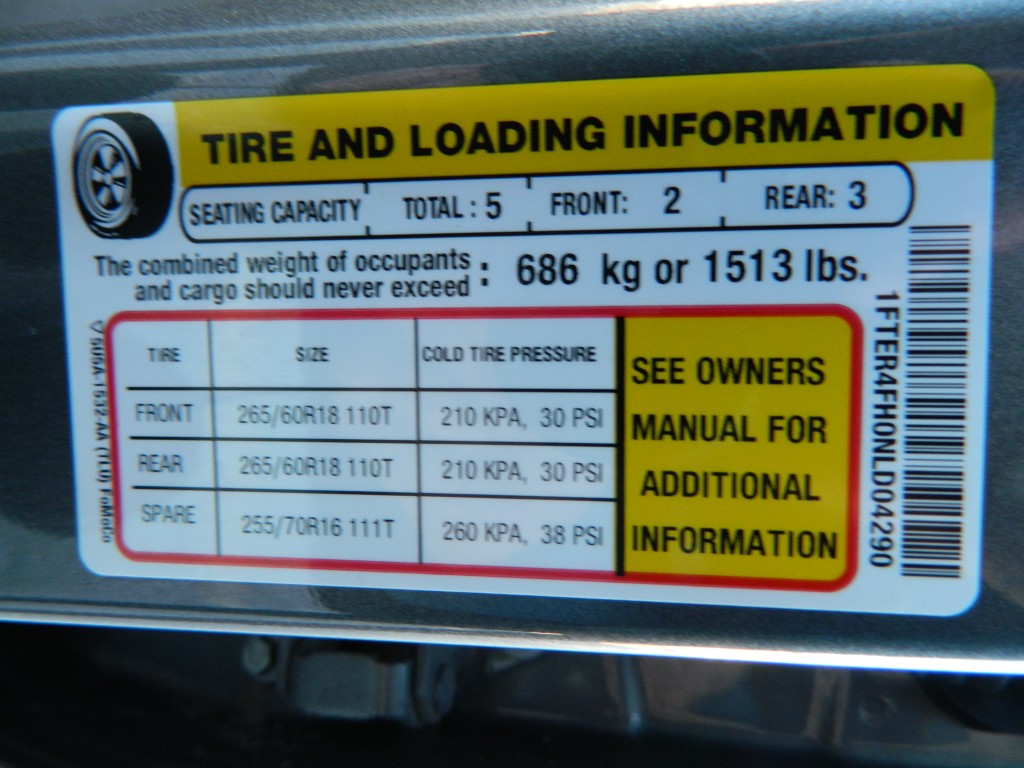 TIRE AND LOADING INFORMATION
SEATING CAPACITY TOTAL : 5 FRONT: 2 REAR: 3
The combined weight of occupants
and cargo should never exceed : 686 kg or 1513 lbs.
TIRE SIZE COLD TIRE PRESSURE
FRONT 265/60R18 110T 210 KPA, 30 PSI
REAR 265/60R18 110T 210 KPA, 30 PSI
SPARE 255/70R16 111T 260 KPA, 38 PSI
SEE OWNERS
MANUAL FOR
ADDITIONAL
INFORMATION
1FTER4FH0NLD04290
(TLU) FoMoCo